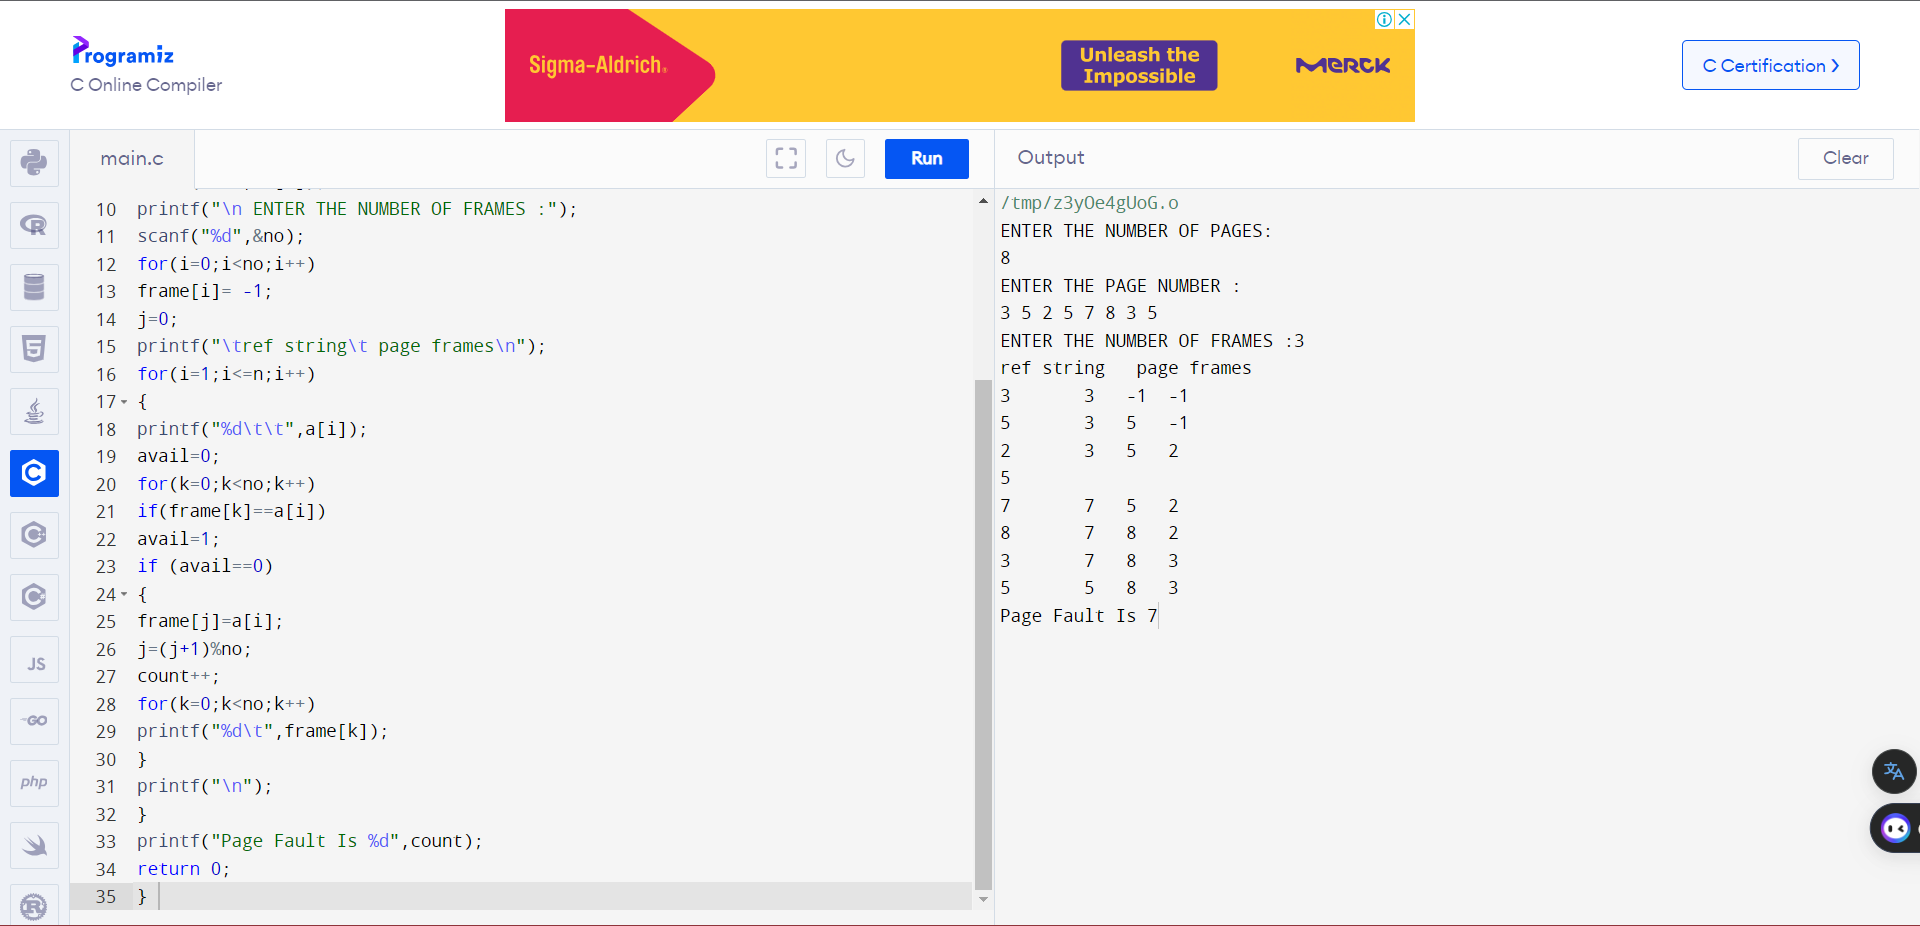 Programiz
C Online Compiler
Sigma-Aldrich®
Unleash the
Impossible
MERCK
C Certification
main.c
Run
Output
Clear
10 printf("\n ENTER THE NUMBER OF FRAMES :");
11 scanf("%d",&no);
12 for(i=0;i<no;i++)
13 frame[i]= -1;
14 j=0;
15 printf("\tref string\t page frames\n");
16 for(i=1;i<=n;i++)
17 {
18 printf("%d\t\t",a[i]);
19 avail=0;
20 for(k=0;k<no;k++)
21 if(frame[k]==a[i])
22 avail=1;
23 if (avail==0)
24 {
25 frame[j]=a[i];
26 j=(j+1)%no;
27 count++;
28 for(k=0;k<no;k++)
29 printf("%d\t",frame[k]);
30 }
31 printf("\n");
32 }
33 printf("Page Fault Is %d",count);
34 return 0;
35 }
/tmp/z3yOe4gUoG.o
ENTER THE NUMBER OF PAGES:
8
ENTER THE PAGE NUMBER :
3 5 2 5 7 8 3 5
ENTER THE NUMBER OF FRAMES :3
ref string page frames
3 3 -1 -1
5 3 5 -1
2 3 5 2
5
7 7 5 2
8 7 8 2
3 7 8 3
5 5 8 3
Page Fault Is 7
R
5
C
C
C
JS
GO
php
R